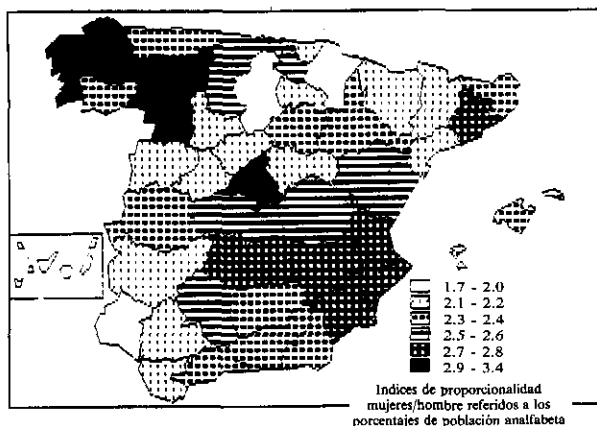 1.7 - 2.0
2.1 - 2.2
2.3 - 2.4
2.5 - 2.6
2.7 - 2.8
2.9 - 3.4
Indices de proporcionalidad
mujeres/hombre referidos a los
porcentajes de población analfabeta